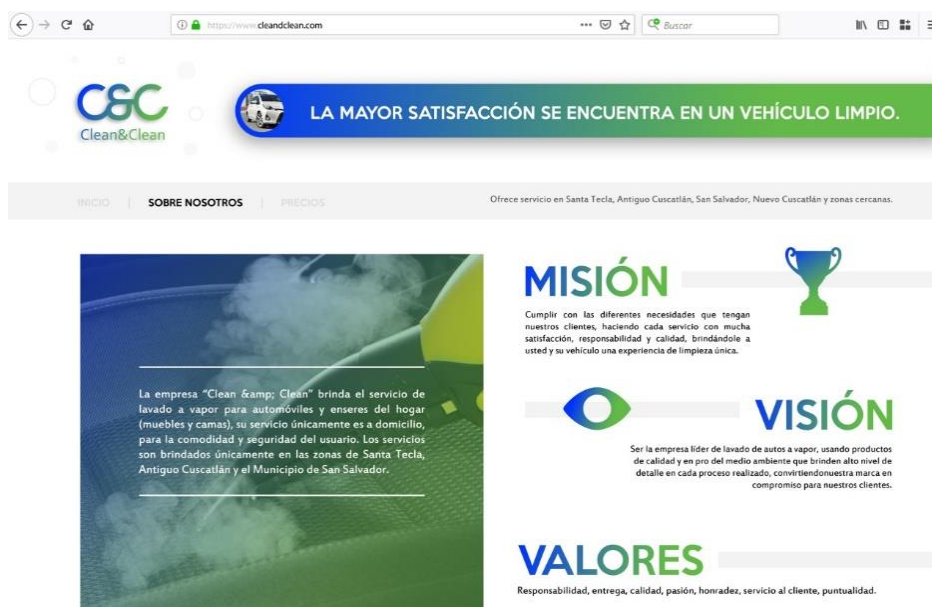 https://www.cleandclean.com
Buscar
C&C
Clean&Clean
LA MAYOR SATISFACCIÓN SE ENCUENTRA EN UN VEHÍCULO LIMPIO.
INICIO | SOBRE NOSOTROS | PRECIOS
Ofrece servicio en Santa Tecla, Antiguo Cuscatlán, San Salvador, Nuevo Cuscatlán y zonas cercanas.
La empresa “Clean &amp; Clean” brinda el servicio de
lavado a vapor para automóviles y enseres del hogar
(muebles y camas), su servicio únicamente es a domicilio,
para la comodidad y seguridad del usuario. Los servicios
son brindados únicamente en las zonas de Santa Tecla,
Antiguo Cuscatlán y el Municipio de San Salvador.
MISIÓN
Cumplir con las diferentes necesidades que tengan
nuestros clientes, haciendo cada servicio con mucha
satisfacción, responsabilidad y calidad, brindándole a
usted y su vehículo una experiencia de limpieza única.
VISIÓN
Ser la empresa líder de lavado de autos a vapor, usando productos
de calidad y en pro del medio ambiente que brinden alto nivel de
detalle en cada proceso realizado, convirtiendonuestra marca en
compromiso para nuestros clientes.
VALORES
Responsabilidad, entrega, calidad, pasión, honradez, servicio al cliente, puntualidad.